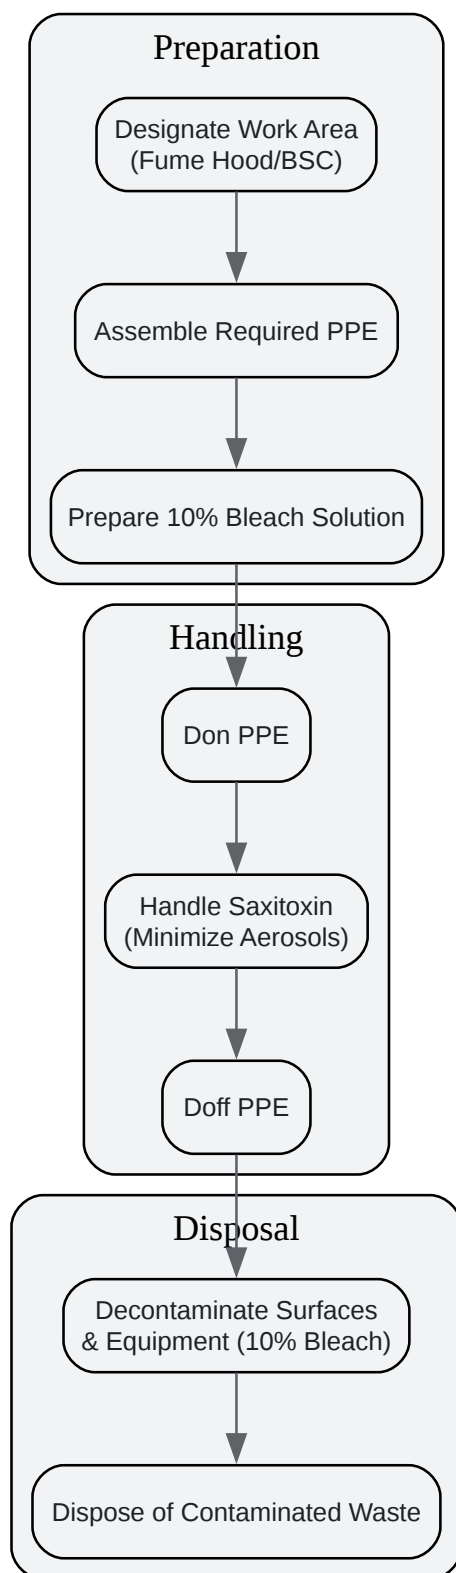 Preparation
Designate Work Area
(Fume Hood/BSC)
Assemble Required PPE
Prepare 10% Bleach Solution
Handling
Don PPE
Handle Saxitoxin
(Minimize Aerosols)
Doff PPE
Disposal
Decontaminate Surfaces
& Equipment (10% Bleach)
Dispose of Contaminated Waste